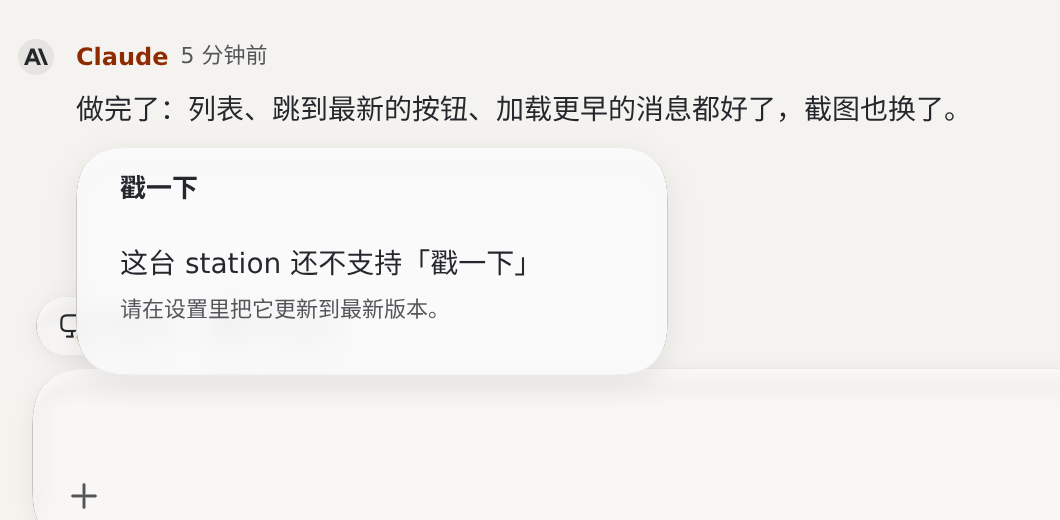 Claude 5 分钟前
做完了：列表、跳到最新的按钮、加载更早的消息都好了，截图也换了。
戳一下
这台 station 还不支持「戳一下」
请在设置里把它更新到最新版本。